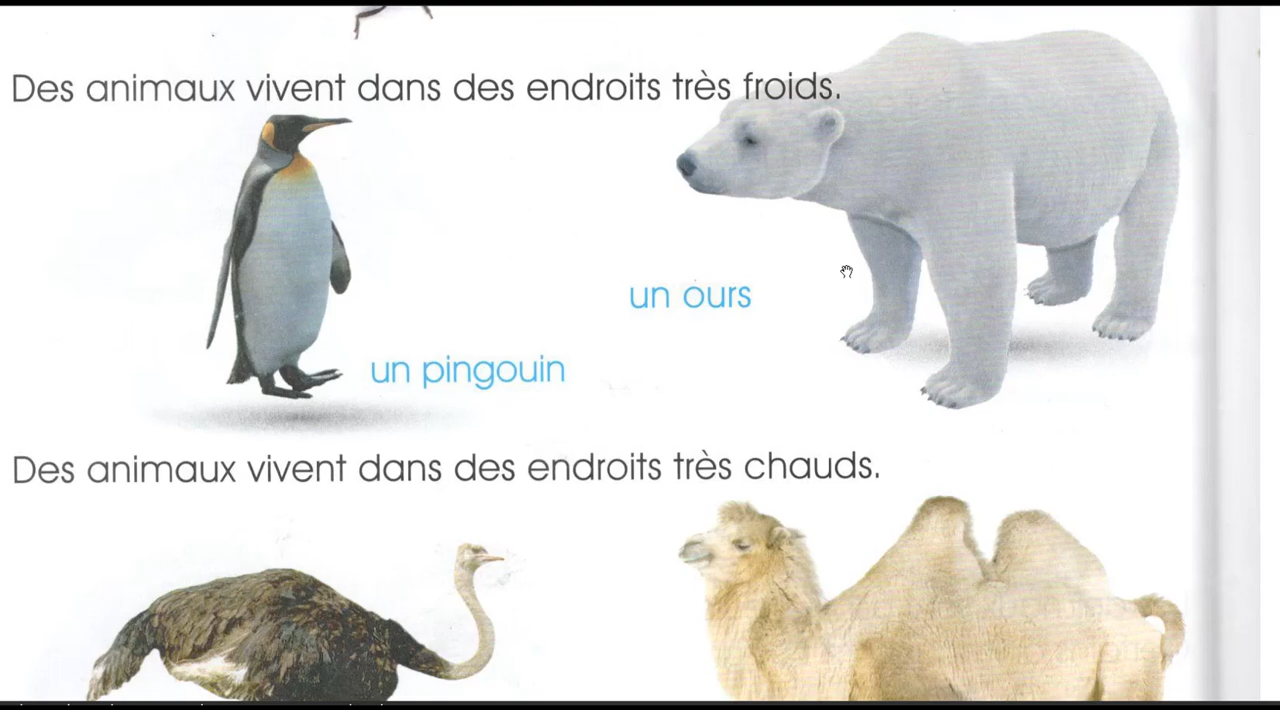 Des animaux vivent dans des endroits très froids.
un ours
un pingouin
Des animaux vivent dans des endroits très chauds.